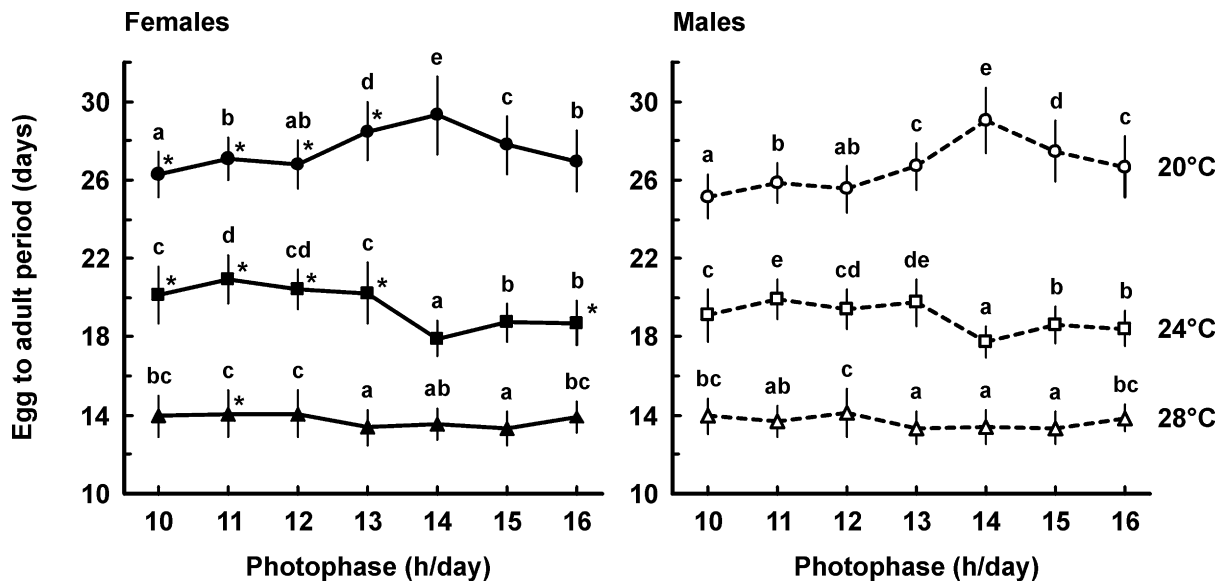 Females
Males
Egg to adult period (days)
30
26
22
18
14
10
a b ab d e c b
* * * *
c d cd c a b b
* * * * *
bc c c a ab a bc
*
10 11 12 13 14 15 16
Photophase (h/day)
30
26
22
18
14
10
a b ab c e d c
20°C
c e cd de a b b
24°C
bc ab c a a a bc
28°C
10 11 12 13 14 15 16
Photophase (h/day)